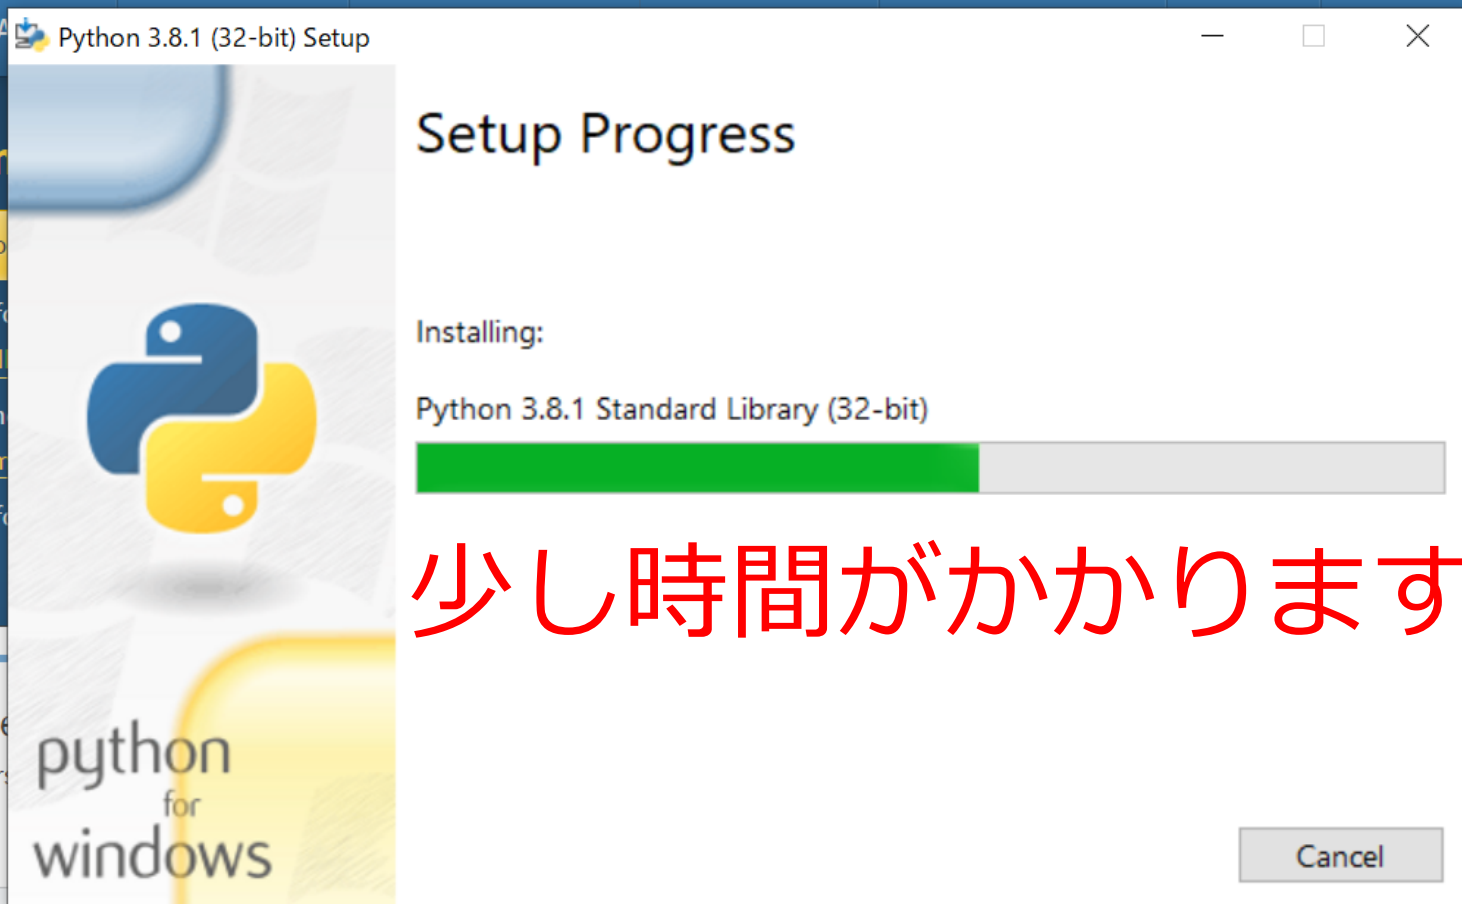 Python 3.8.1 (32-bit) Setup
Setup Progress
Installing:
Python 3.8.1 Standard Library (32-bit)
少し時間がかかります
python
for
windows
Cancel